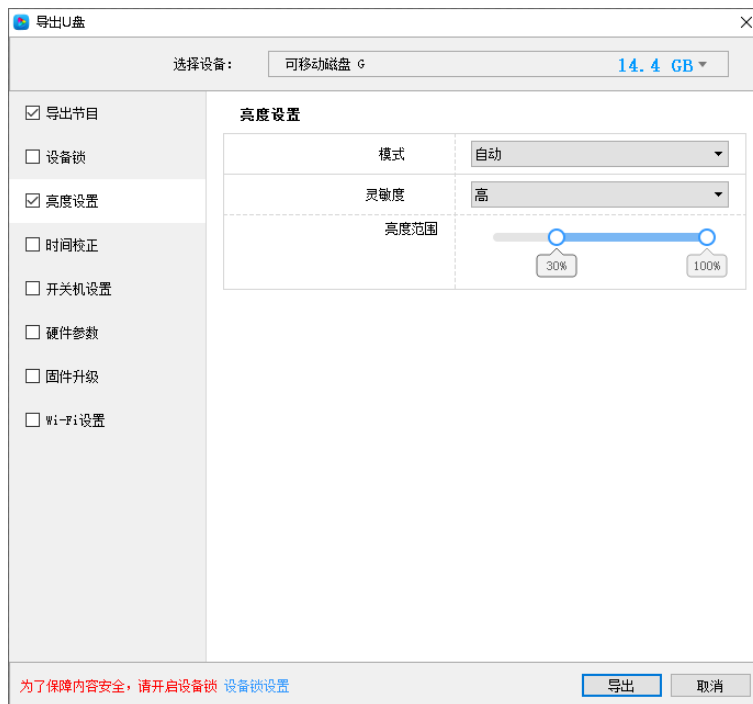 导出U盘
选择设备: 可移动磁盘 G 14.4 GB
导出节目
设备锁
亮度设置
时间校正
开关机设置
硬件参数
固件升级
Wi-Fi设置
亮度设置
模式 自动
灵敏度 高
亮度范围
30% 100%
为了保障内容安全，请开启设备锁 设备锁设置
导出 取消